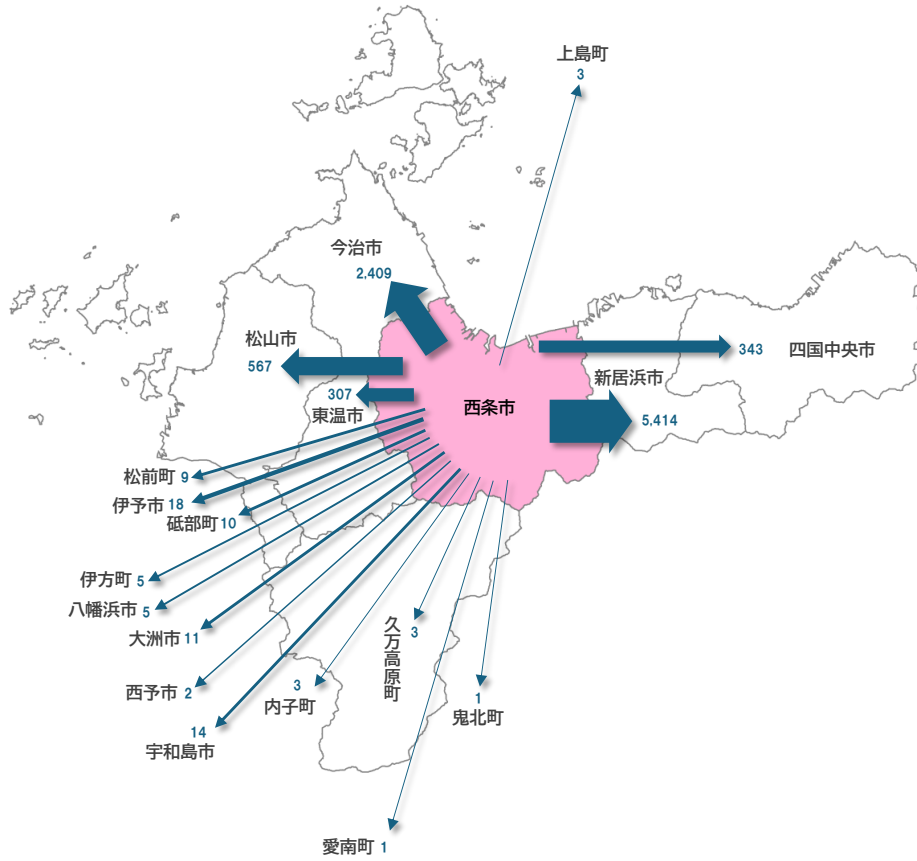 上島町
3
今治市
2,409
松山市
567
343
四国中央市
新居浜市
307
東温市
西条市
5,414
松前町 9
伊予市 18
砥部町 10
伊方町 5
八幡浜市 5
大洲市 11
久万高原町
3
西予市 2
3
内子町
1
鬼北町
14
宇和島市
愛南町 1